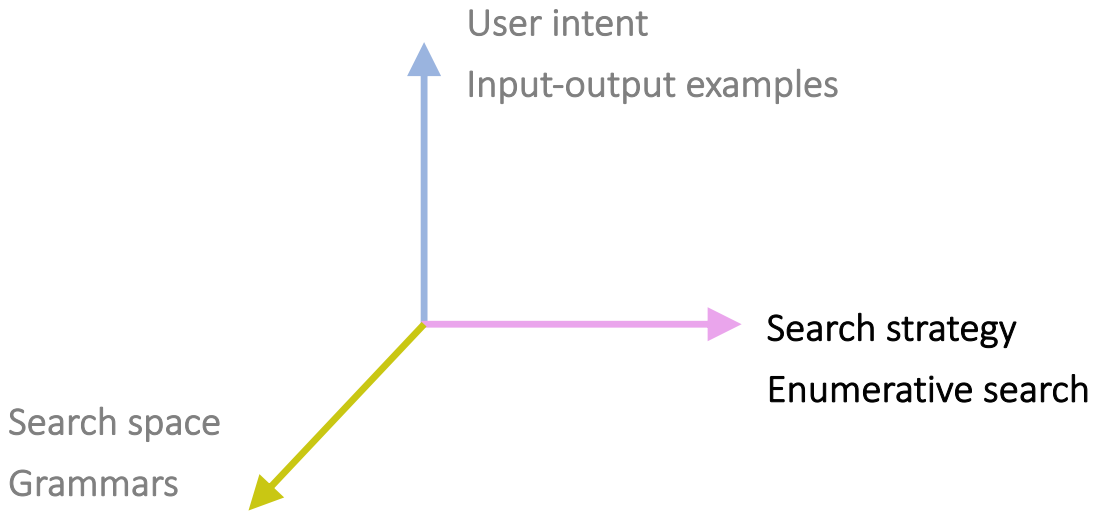 User intent
Input-output examples
Search strategy
Enumerative search
Search space
Grammars